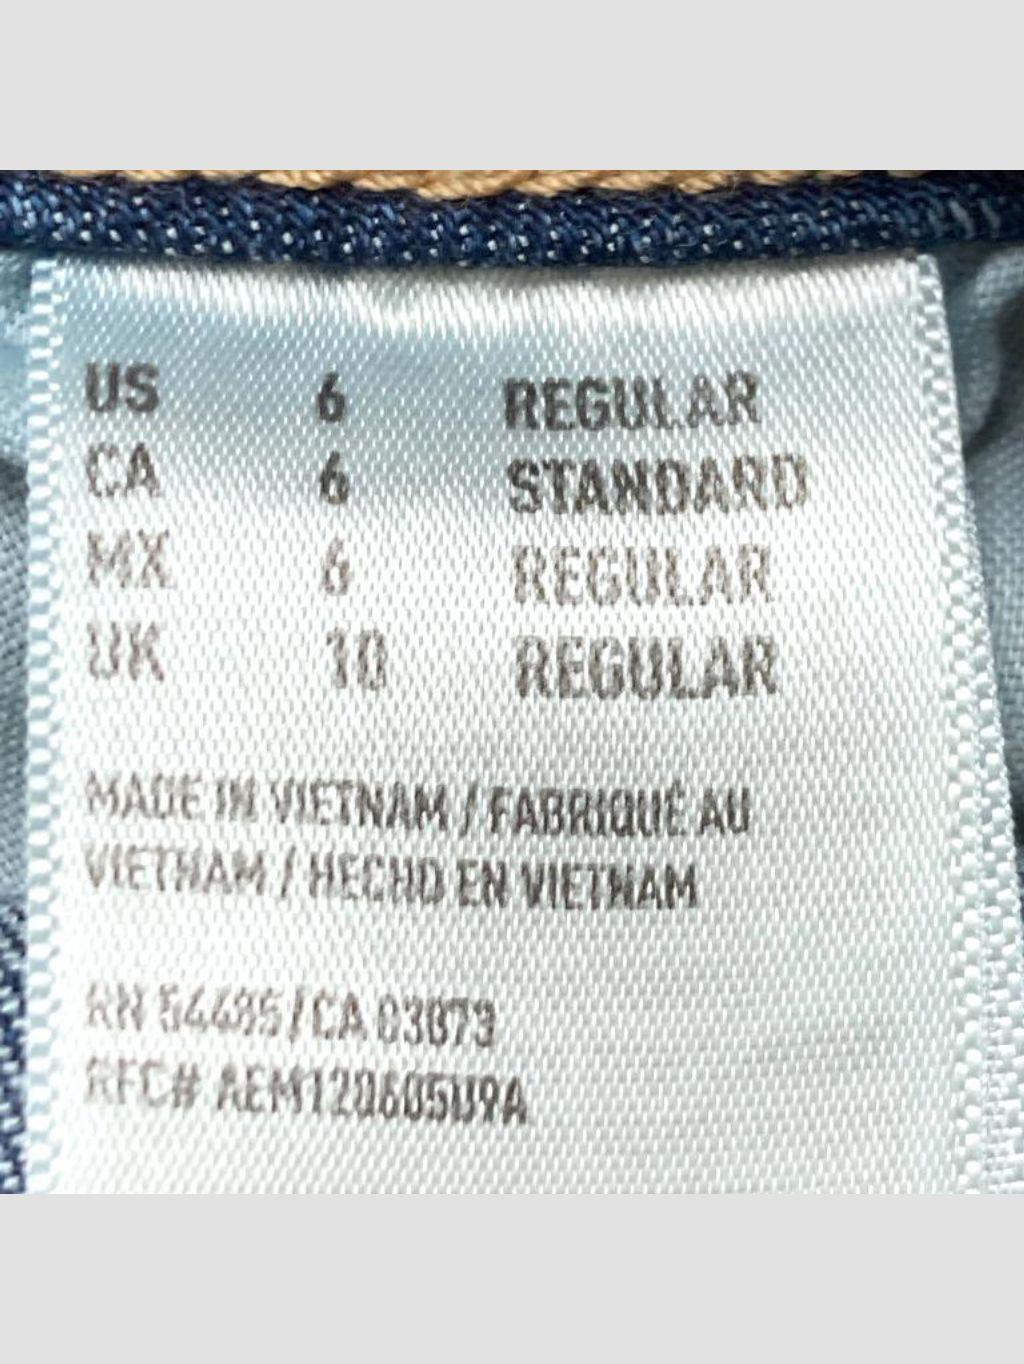 US 6 REGULAR
CA 6 STANDARD
MX 6 REGULAR
UK 10 REGULAR
MADE IN VIETNAM / FABRIQUÉ AU
VIETNAM / HECHO EN VIETNAM
RN 54485/CA 03073
RFC# AEM120605U9A